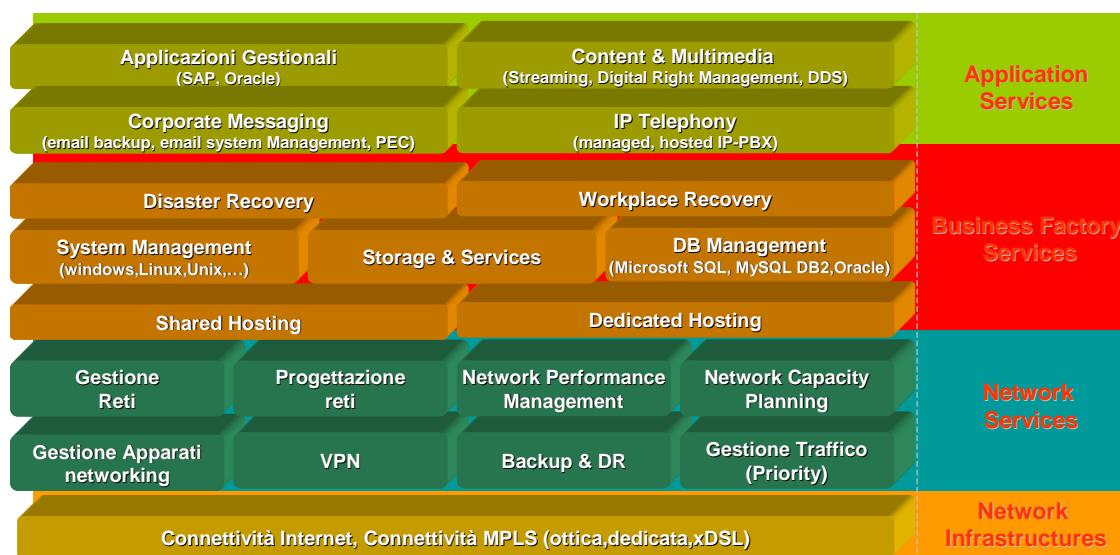 Applicazioni Gestionali
(SAP, Oracle)
Content & Multimedia
(Streaming, Digital Right Management, DDS)
Application
Services
Corporate Messaging
(email backup, email system Management, PEC)
IP Telephony
(managed, hosted IP-PBX)
Disaster Recovery
Workplace Recovery
Business Factory
Services
System Management
(windows,Linux,Unix,...)
Storage & Services
DB Management
(Microsoft SQL, MySQL DB2,Oracle)
Shared Hosting
Dedicated Hosting
Gestione
Reti
Progettazione
reti
Network Performance
Management
Network Capacity
Planning
Network
Services
Gestione Apparati
networking
VPN
Backup & DR
Gestione Traffico
(Priority)
Connettività Internet, Connettività MPLS (ottica,dedicata,xDSL)
Network
Infrastructures